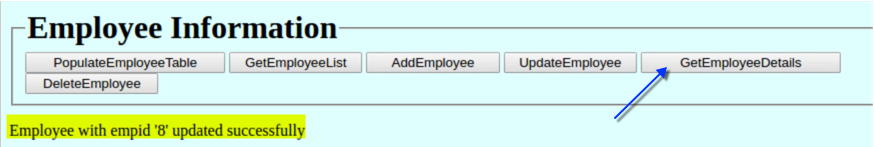 Employee Information
PopulateEmployeeTable GetEmployeeList AddEmployee UpdateEmployee GetEmployeeDetails
DeleteEmployee
Employee with empid '8' updated successfully